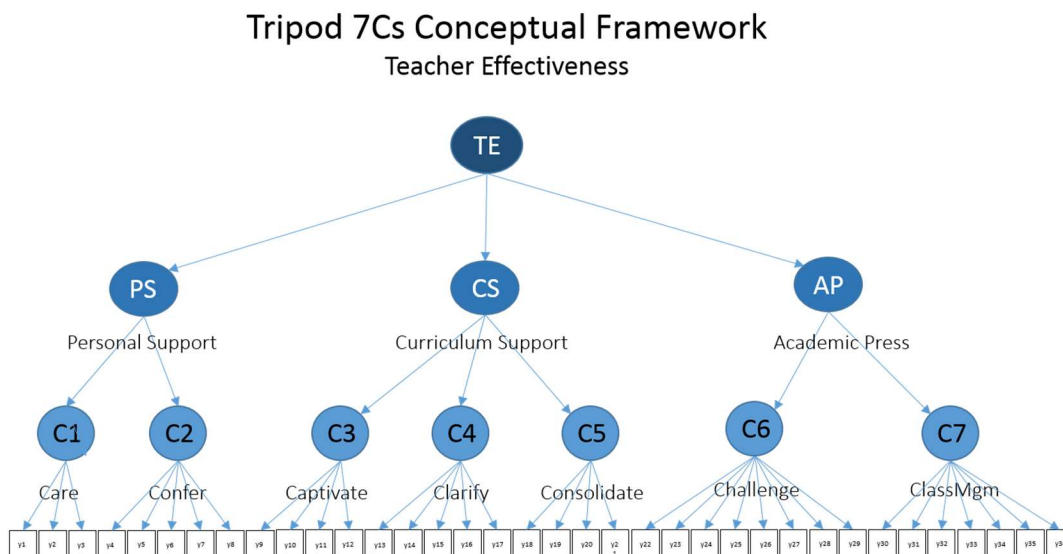 Tripod 7Cs Conceptual Framework
Teacher Effectiveness
TE
PS CS AP
Personal Support Curriculum Support Academic Press
C1 C2 C3 C4 C5 C6 C7
Care Confer Captivate Clarify Consolidate Challenge ClassMgm
y1 y2 y3 y4 y5 y6 y7 y8 y9 y10 y11 y12 y13 y14 y15 y16 y17 y18 y19 y20 y22 y23 y24 y25 y26 y27 y28 y29 y30 y31 y32 y33 y34 y35